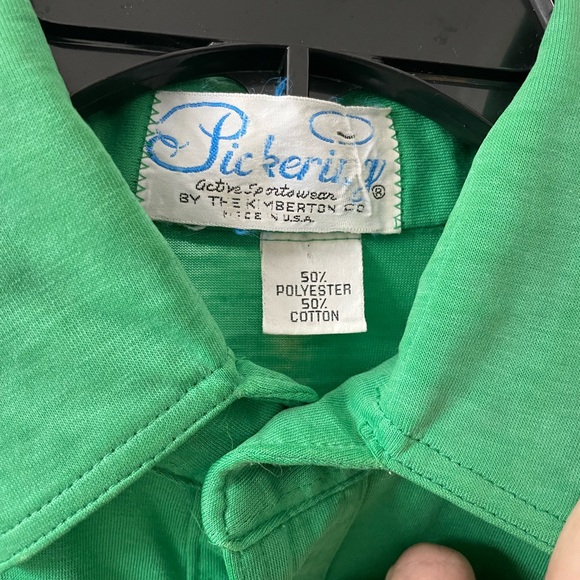 Pickering
active sportswear ®
BY THE KIMBERTON CO
MADE IN U.S.A.
50%
POLYESTER
50%
COTTON